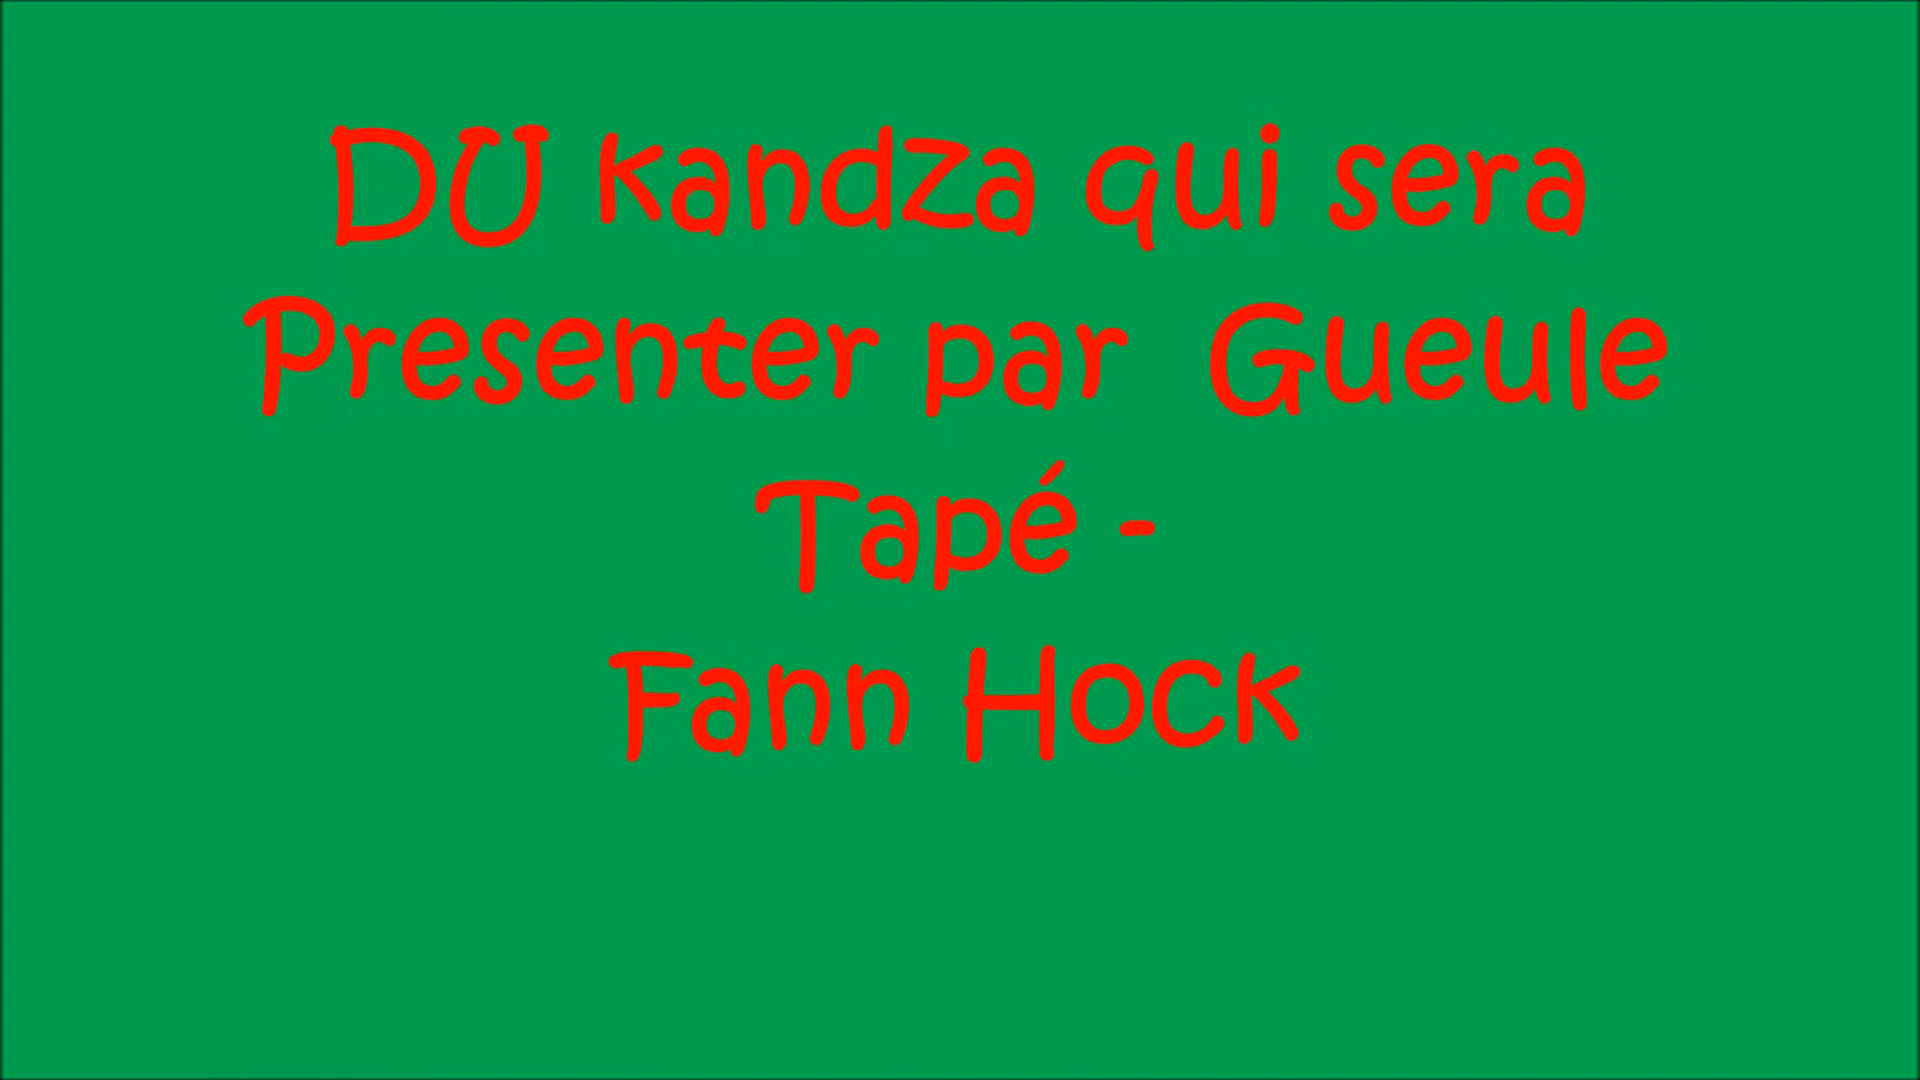 DU kandza qui sera
Presenter par Gueule
Tapé -
Fann Hock